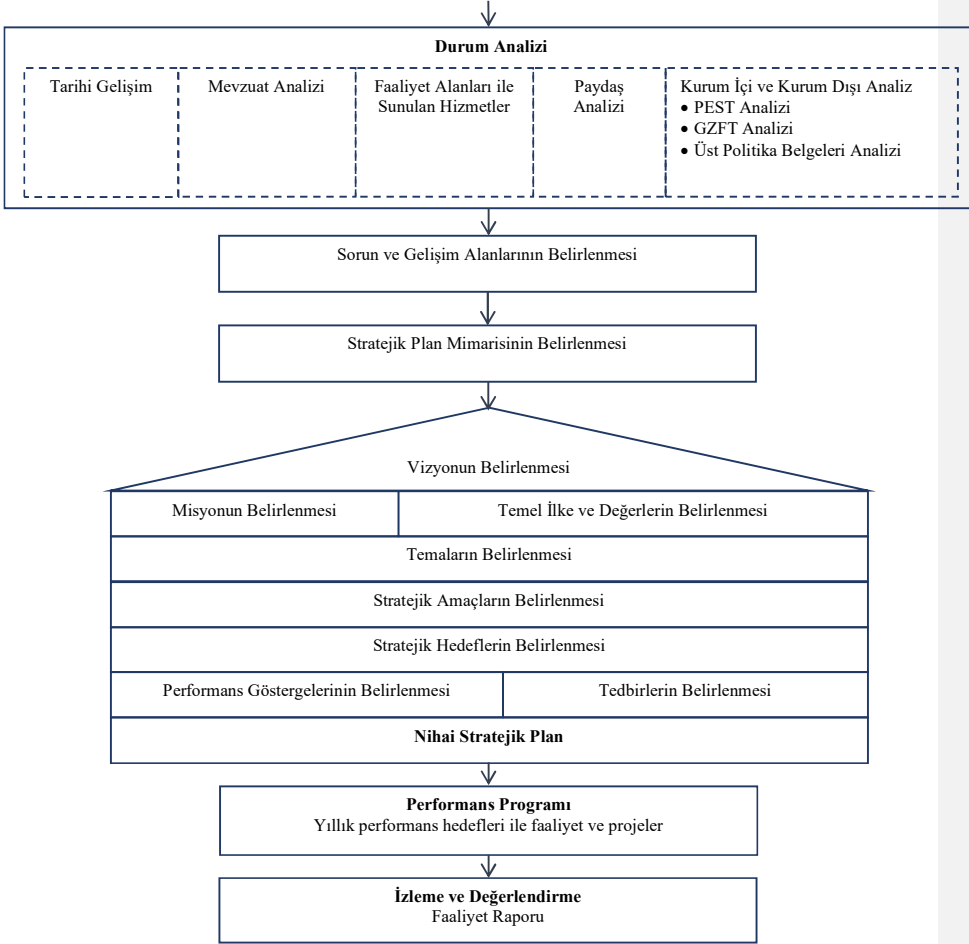 Durum Analizi
Tarihi Gelişim
Mevzuat Analizi
Faaliyet Alanları ile
Sunulan Hizmetler
Paydaş
Analizi
Kurum İçi ve Kurum Dışı Analiz
• PEST Analizi
• GZFT Analizi
• Üst Politika Belgeleri Analizi
Sorun ve Gelişim Alanlarının Belirlenmesi
Stratejik Plan Mimarisinin Belirlenmesi
Vizyonun Belirlenmesi
Misyonun Belirlenmesi
Temel İlke ve Değerlerin Belirlenmesi
Temaların Belirlenmesi
Stratejik Amaçların Belirlenmesi
Stratejik Hedeflerin Belirlenmesi
Performans Göstergelerinin Belirlenmesi
Tedbirlerin Belirlenmesi
Nihai Stratejik Plan
Performans Programı
Yıllık performans hedefleri ile faaliyet ve projeler
İzleme ve Değerlendirme
Faaliyet Raporu